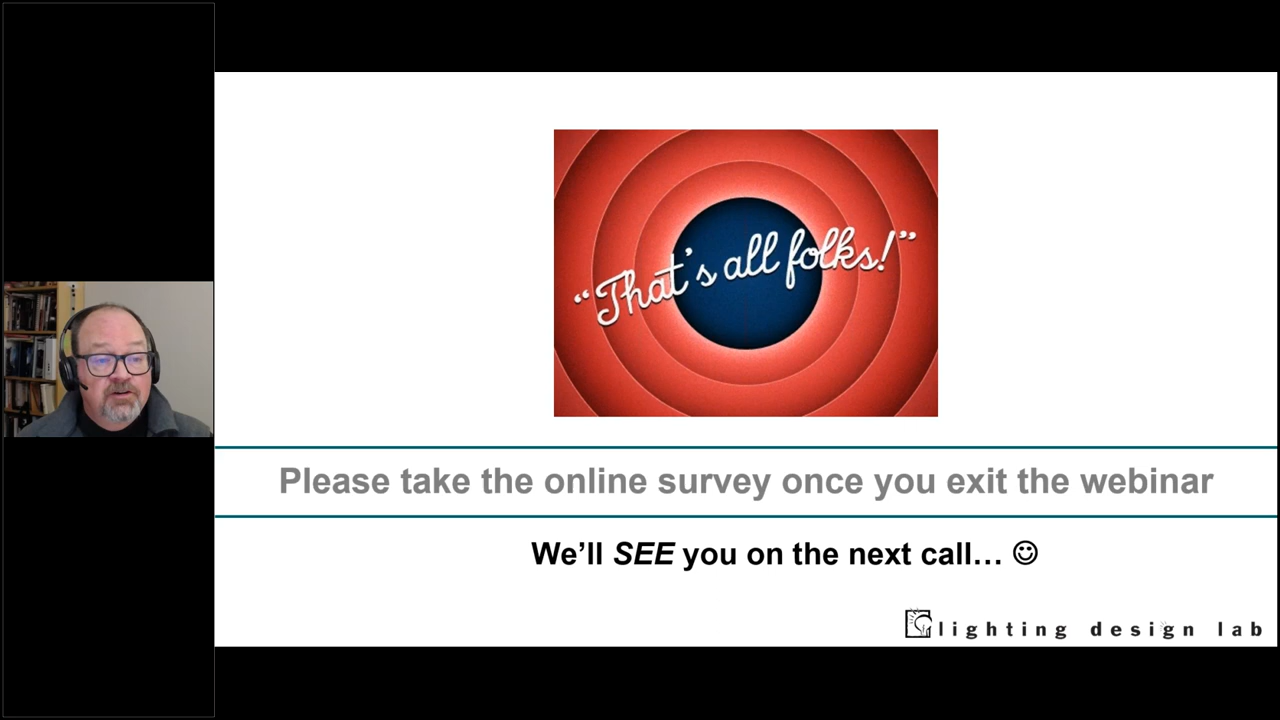 “That’s all folks!”
Please take the online survey once you exit the webinar
We’ll SEE you on the next call… ☺
lighting design lab